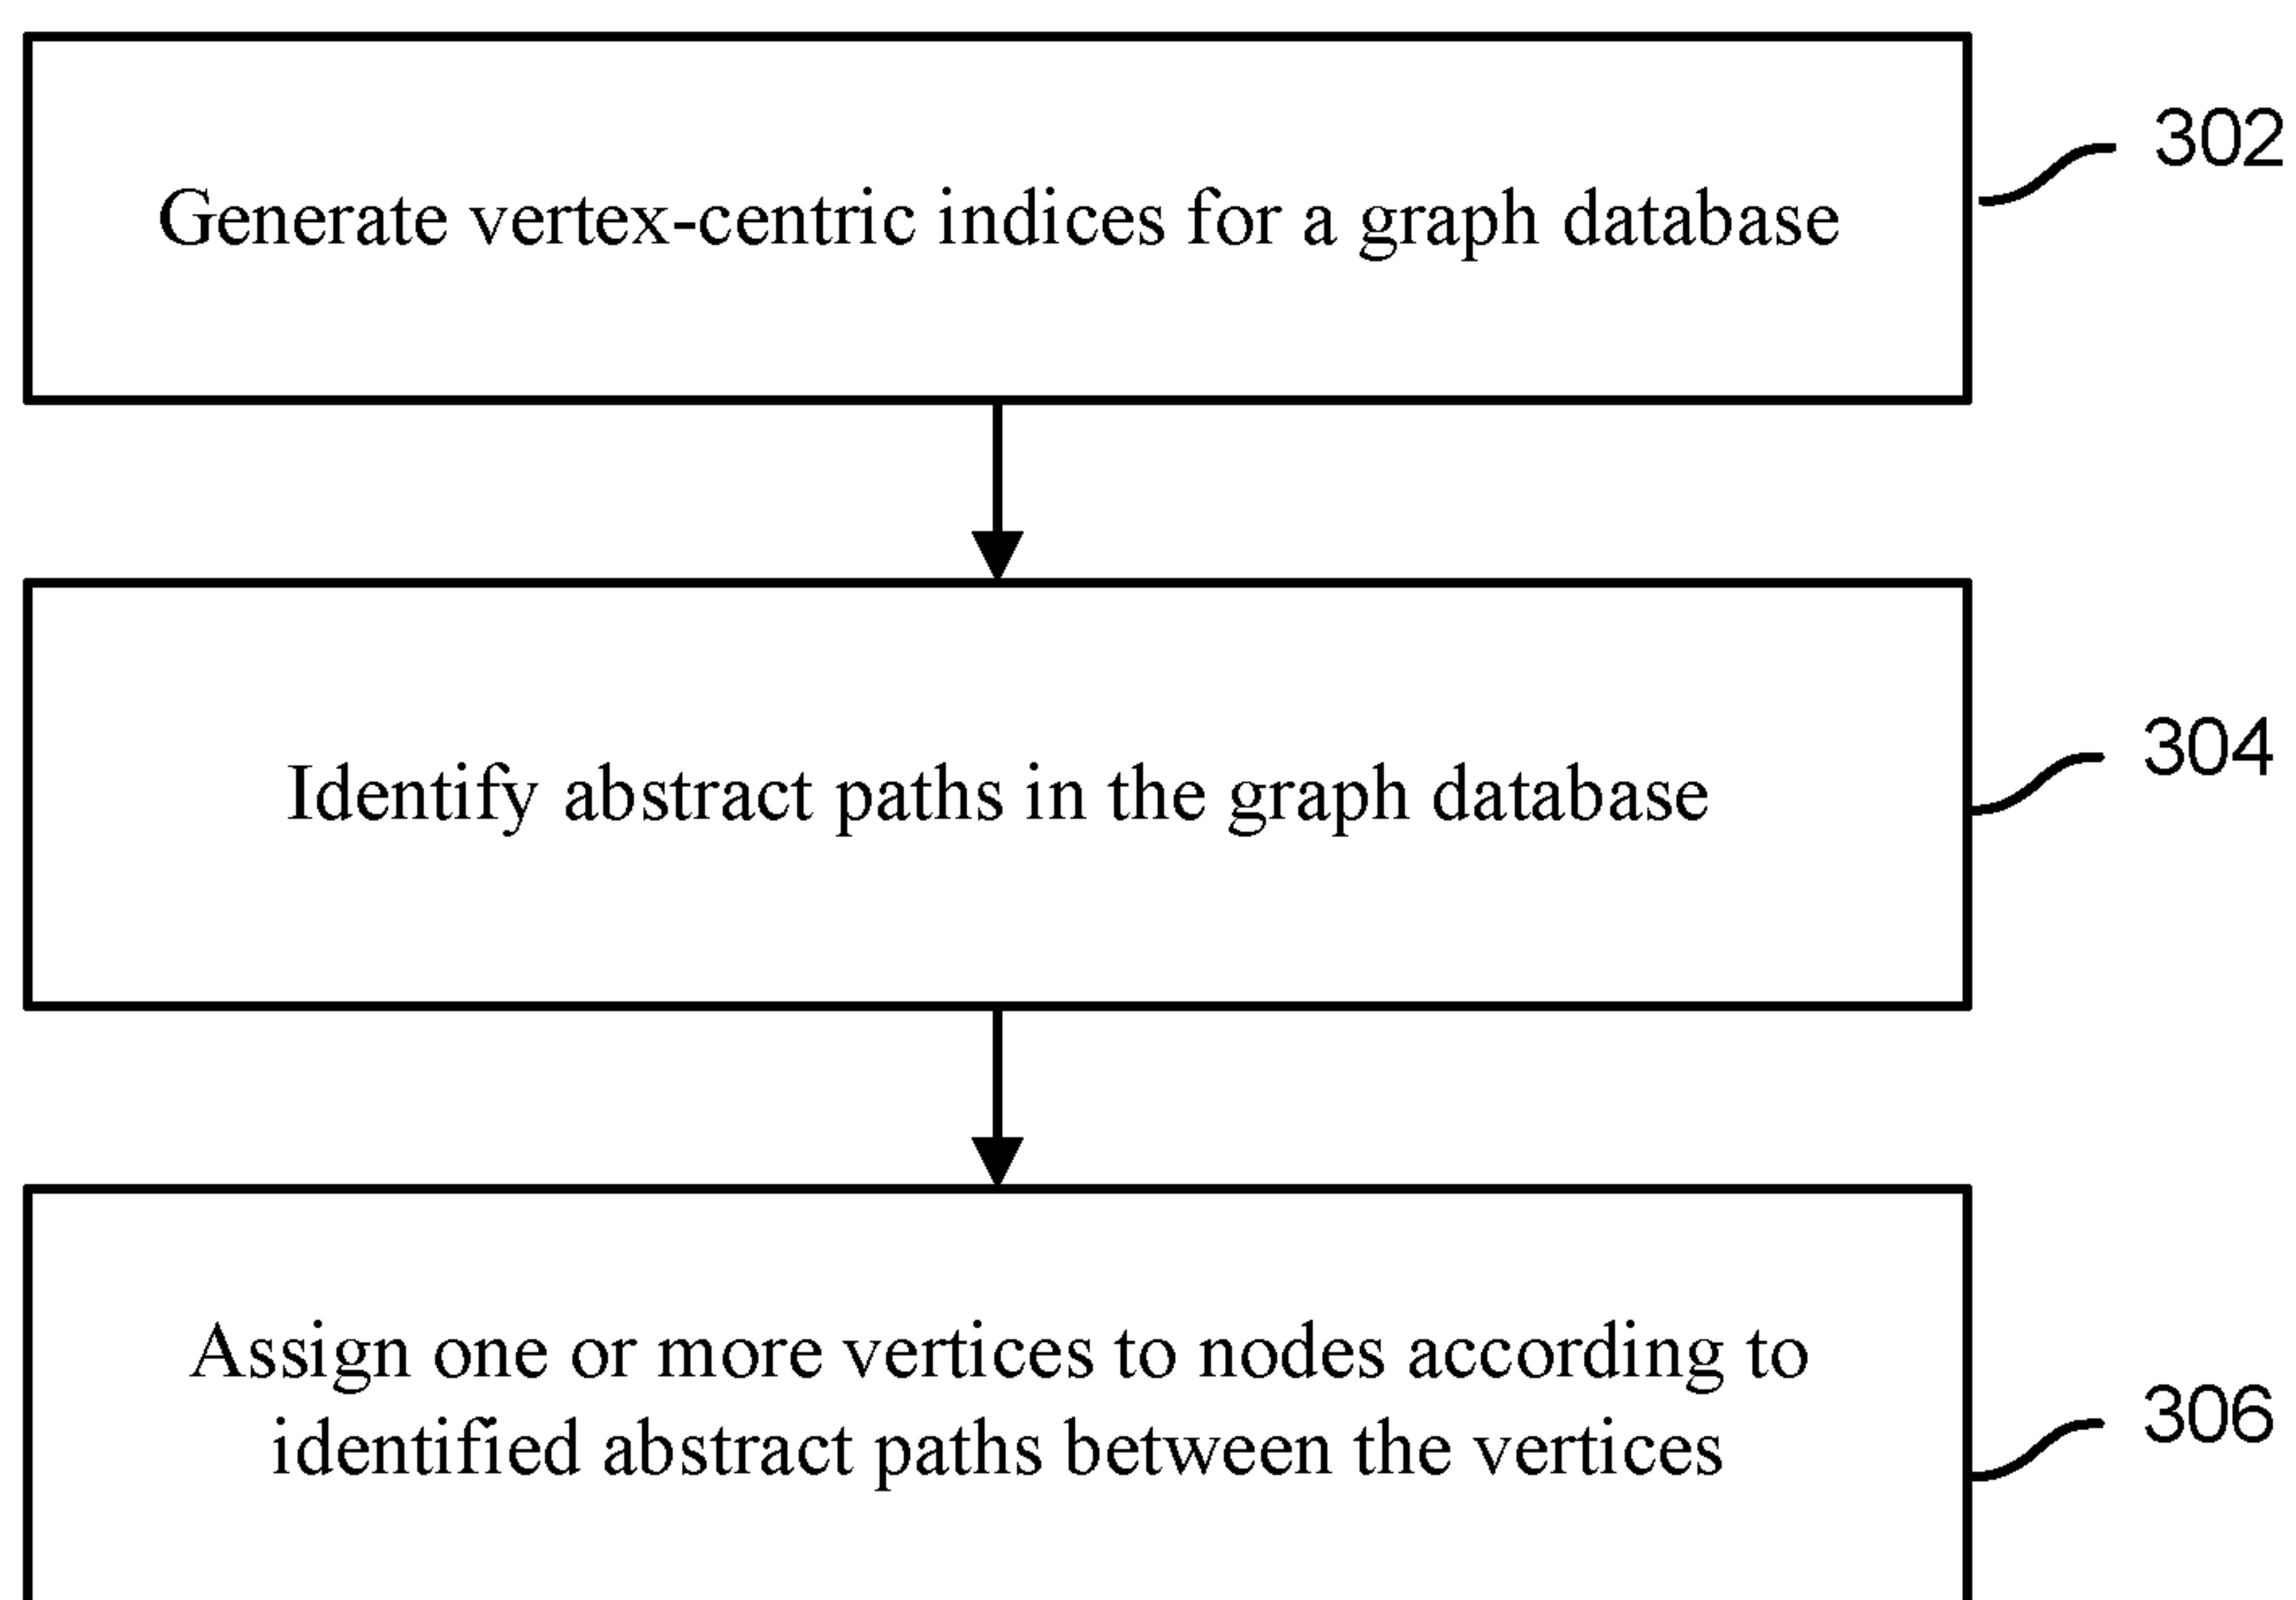 Generate vertex-centric indices for a graph database
302
Identify abstract paths in the graph database
304
Assign one or more vertices to nodes according to
identified abstract paths between the vertices
306